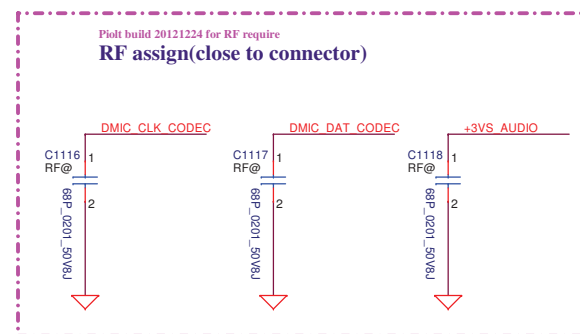 Piolt build 20121224 for RF require
RF assign(close to connector)
DMIC_CLK_CODEC
DMIC_DAT_CODEC
+3VS_AUDIO
C1116
RF@
1
2
68P_0201_50V8J
C1117
RF@
1
2
68P_0201_50V8J
C1118
RF@
1
2
68P_0201_50V8J